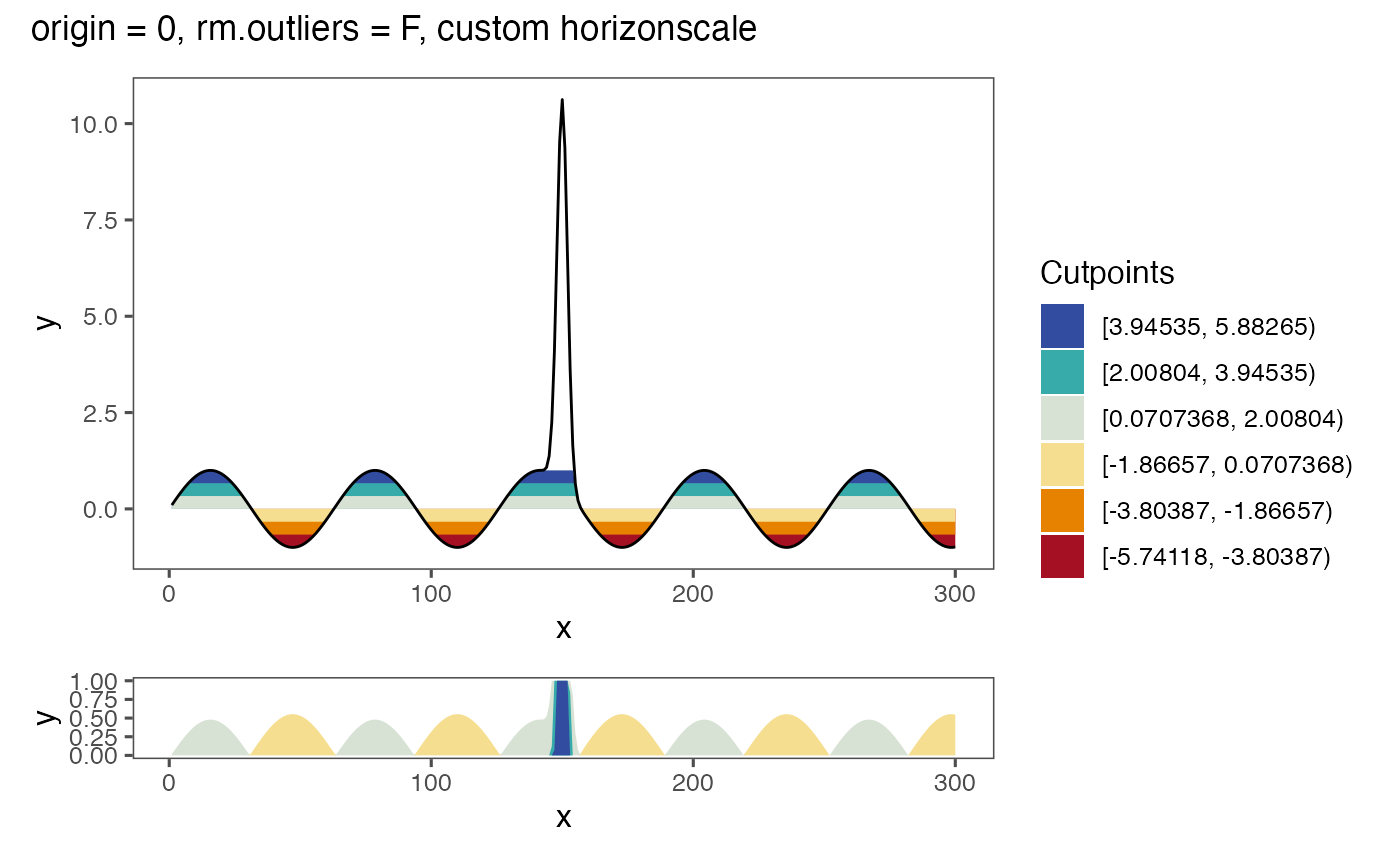 origin = 0, rm.outliers = F, custom horizonscale
10.0
7.5
5.0
2.5
0.0
y
0 100 200 300
x
Cutpoints
[3.94535, 5.88265)
[2.00804, 3.94535)
[0.0707368, 2.00804)
[-1.86657, 0.0707368)
[-3.80387, -1.86657)
[-5.74118, -3.80387)
1.00
0.75
0.50
0.25
0.00
y
0 100 200 300
x